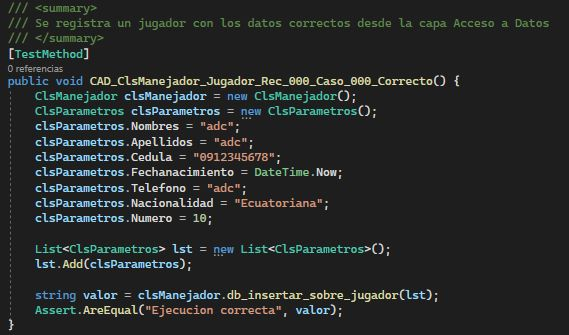 /// <summary>
/// Se registra un jugador con los datos correctos desde la capa Acceso a Datos
/// </summary>
[TestMethod]
0 referencias
public void CAD_ClsManejador_Jugador_Rec_000_Caso_000_Correcto() {
ClsManejador clsManejador = new ClsManejador();
ClsParametros clsParametros = new ClsParametros();
clsParametros.Nombres = "adc";
clsParametros.Apellidos = "adc";
clsParametros.Cedula = "0912345678";
clsParametros.Fechanacimiento = DateTime.Now;
clsParametros.Telefono = "adc";
clsParametros.Nacionalidad = "Ecuatoriana";
clsParametros.Numero = 10;
List<ClsParametros> lst = new List<ClsParametros>();
lst.Add(clsParametros);
string valor = clsManejador.db_insertar_sobre_jugador(lst);
Assert.AreEqual("Ejecucion correcta", valor);
}